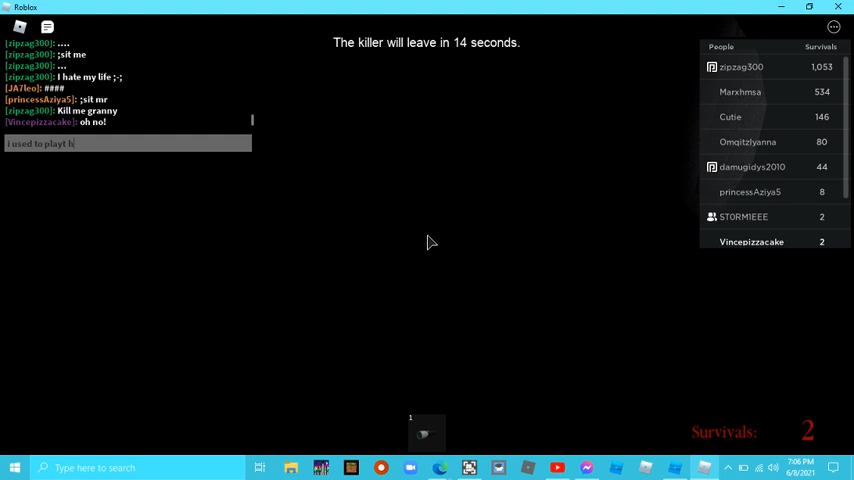 Roblox
[zipzag300]: ....
[zipzag300]: ;sit me
[zipzag300]: ...
[zipzag300]: I hate my life ;-;
[JA7leo]: ####
[princessAziya5]: ;sit mr
[zipzag300]: Kill me granny
[Vincepizzacake]: oh no!
i used to playt h
The killer will leave in 14 seconds.
People Survivals
zipzag300 1,053
Marxhmsa 534
Cutie 146
Omqitzlyanna 80
damugidys2010 44
princessAziya5 8
ST0RM1EEE 2
Vincepizzacake 2
1
Survivals: 2
Type here to search
7:06 PM
6/8/2021